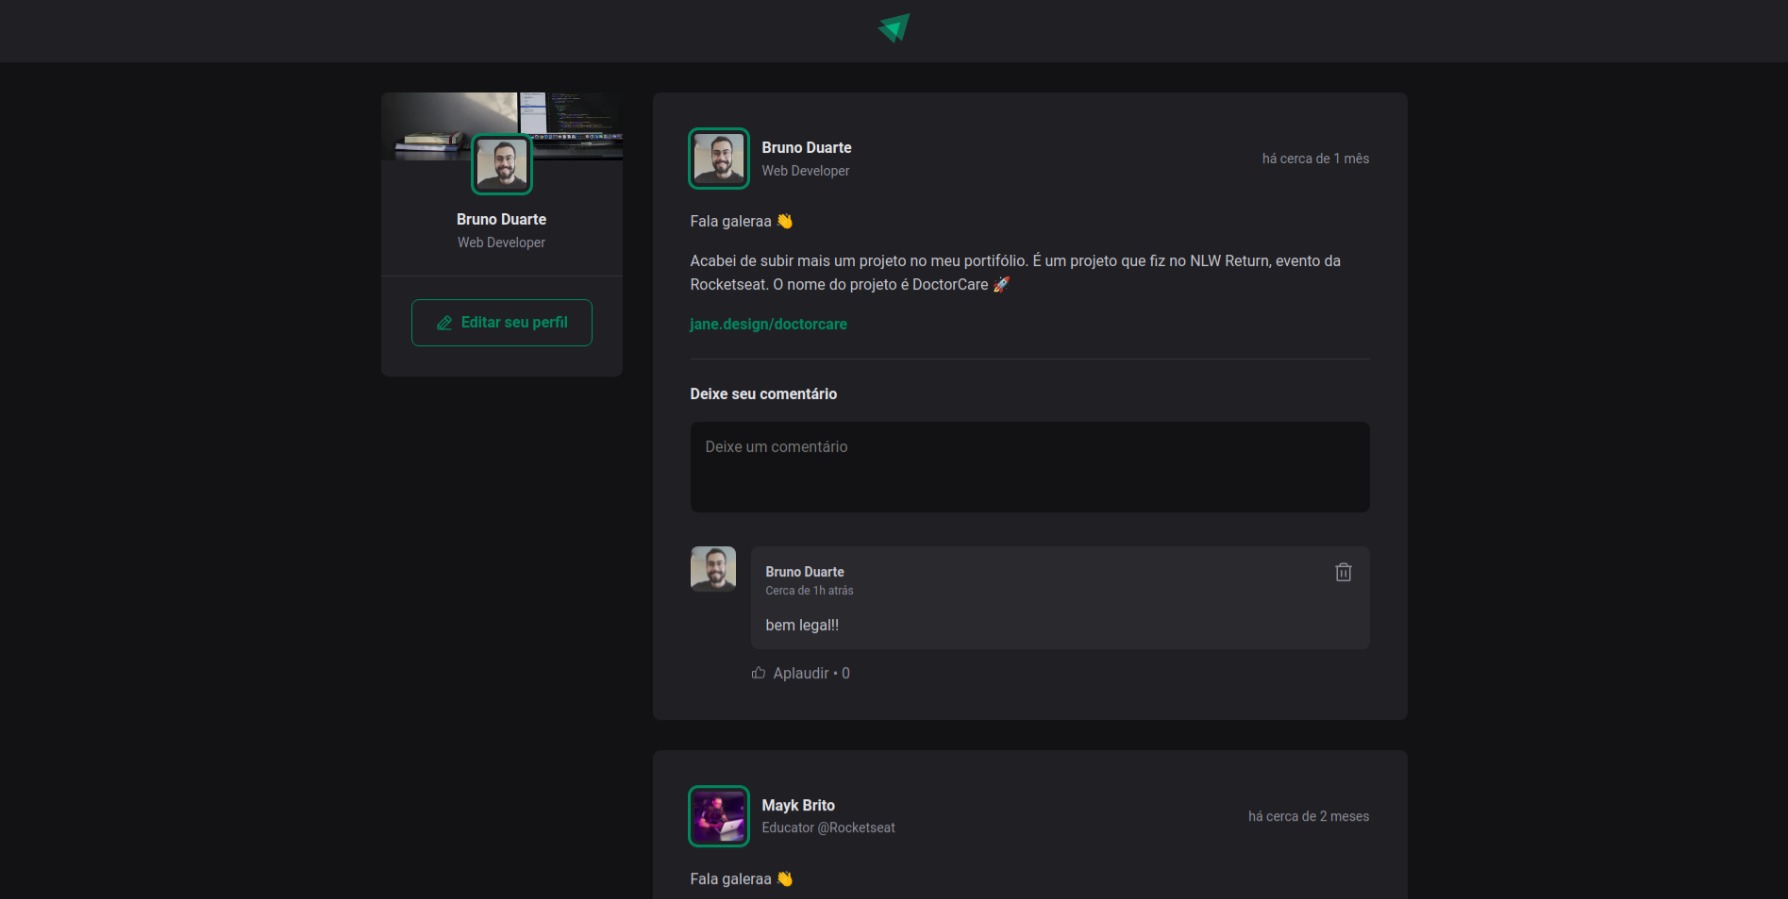 Bruno Duarte
Web Developer
Editar seu perfil
Bruno Duarte
Web Developer
há cerca de 1 mês
Fala galeraa 👋
Acabei de subir mais um projeto no meu portifólio. É um projeto que fiz no NLW Return, evento da
Rocketseat. O nome do projeto é DoctorCare 🚀
jane.design/doctorcare
Deixe seu comentário
Deixe um comentário
Bruno Duarte
Cerca de 1h atrás
bem legal!!
Aplaudir • 0
Mayk Brito
Educator @Rocketseat
há cerca de 2 meses
Fala galeraa 👋